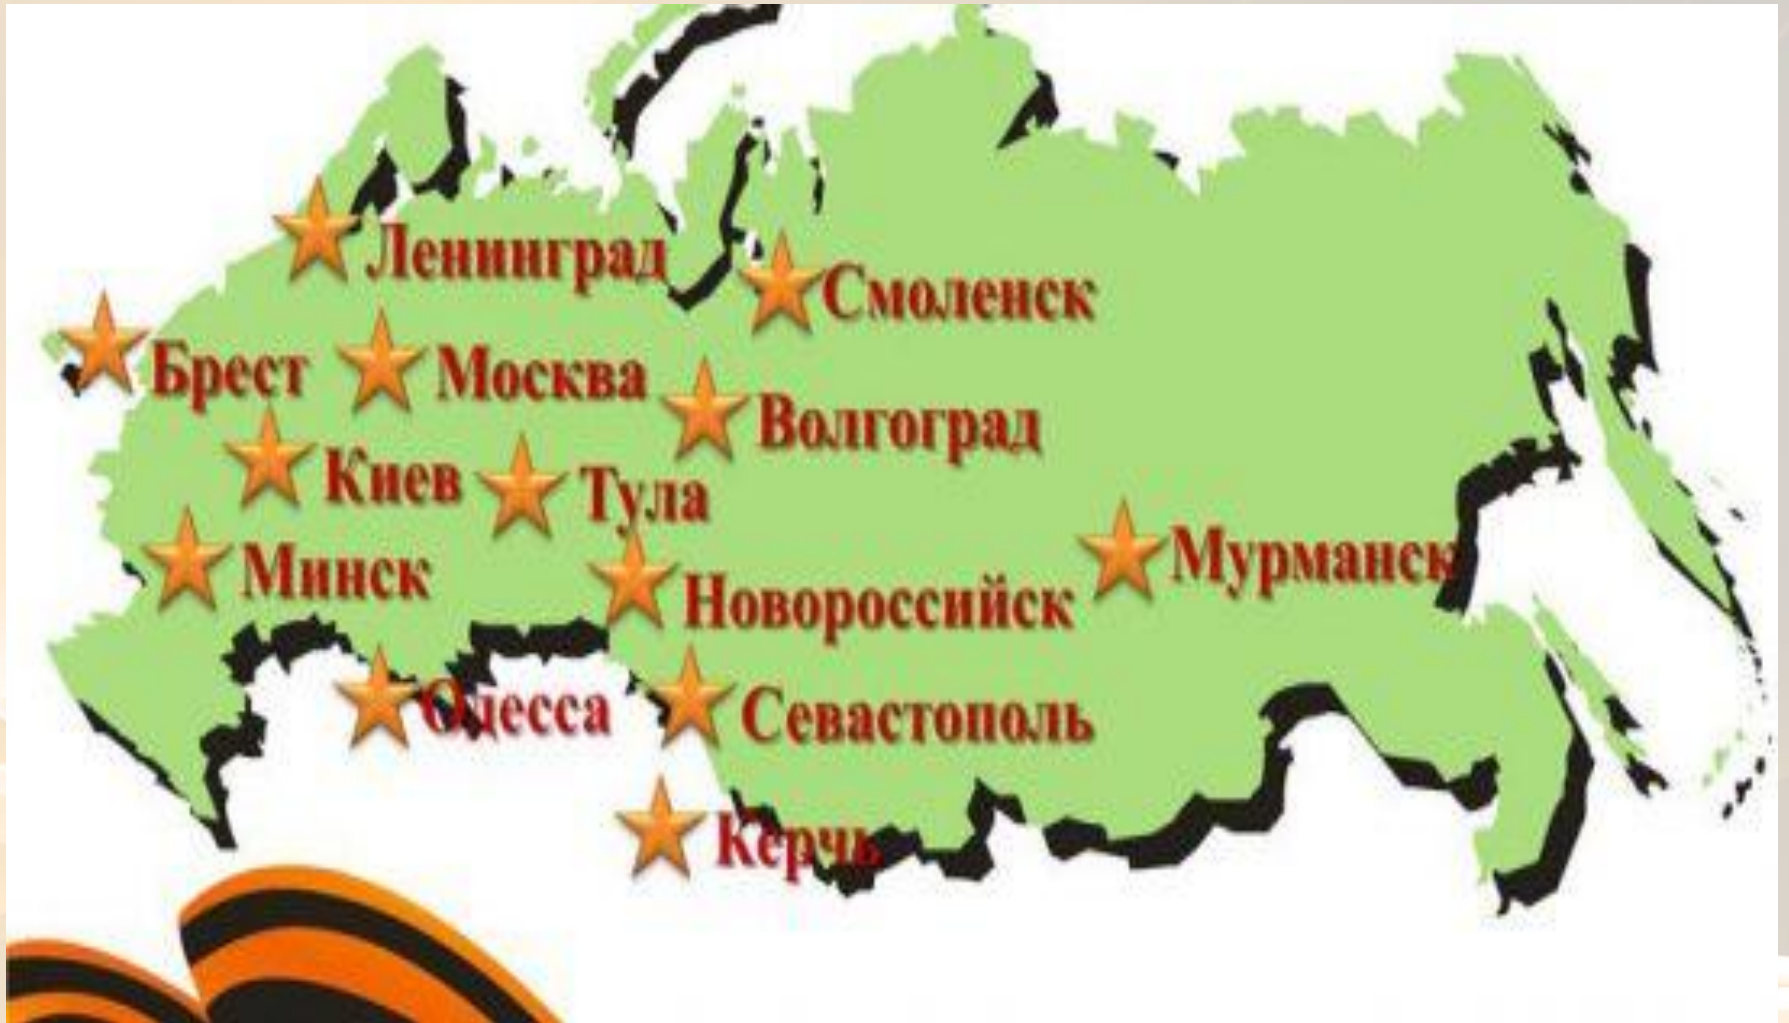 Ленинград
Смоленск
Брест
Москва
Волгоград
Киев
Тула
Минск
Мурманск
Новороссийск
Одесса
Севастополь
Керчь